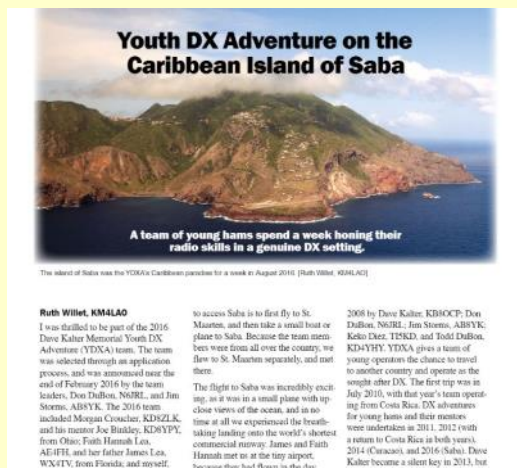 Youth DX Adventure on the
Caribbean Island of Saba
A team of young hams spend a week honing their
radio skills in a genuine DX setting.
The island of Saba was the YDXA's Caribbean paradise for a week in August 2016. [Ruth Willet, KM4LAO]
Ruth Willet, KM4LAO
I was thrilled to be part of the 2016
Dave Kalter Memorial Youth DX
Adventure (YDXA) team. The team
was selected through an application
process, and was announced near the
end of February 2016 by the team
leaders, Don DuBon, N6JRL, and Jim
Storms, AB8YK. The 2016 team
included Morgan Croucher, KD8ZLK,
and his mentor Joe Binkley, KD8YPY,
from Ohio; Faith Hannah Lea,
AE4FH, and her father James Lea,
WX4TV, from Florida; and myself.
to access Saba is to first fly to St.
Maarten, and then take a small boat or
plane to Saba. Because the team mem-
bers were from all over the country, we
flew to St. Maarten separately, and met
there.
The flight to Saba was incredibly excit-
ing, as it was in a small plane with up-
close views of the ocean, and in no
time at all we experienced the breath-
taking landing onto the world's shortest
commercial runway. James and Faith
Hannah met us at the tiny airport,
because they had flown in the day
2008 by Dave Kalter, KB8OCP; Don
DuBon, N6JRL; Jim Storms, AB8YK;
Keko Diez, TI5KD; and Todd DuBon,
KD4YHY. YDXA gives a team of
young operators the chance to travel
to another country and operate as the
sought-after DX. The first trip was in
July 2010, with that year's team operat-
ing from Costa Rica. DX adventures
for young hams and their mentors
were undertaken in 2011, 2012 (with
a return to Costa Rica in both years),
2014 (Curacao), and 2016 (Saba). Dave
Kalter became a silent key in 2013, but